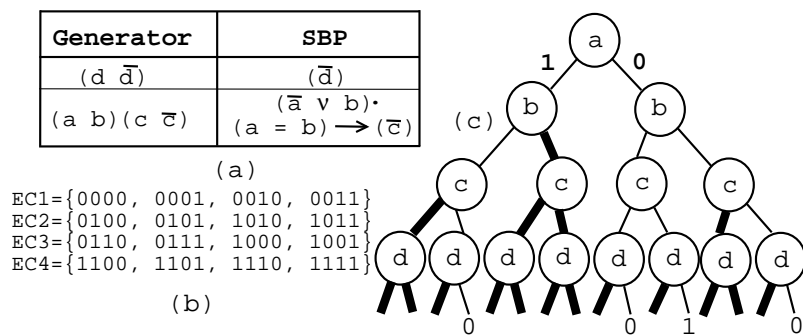 Generator SBP
(d d̅) (d̅)
(a b)(c c̅) (a̅ ∨ b)·
(a = b) → (c̅)
(a)
EC1={0000, 0001, 0010, 0011}
EC2={0100, 0101, 1010, 1011}
EC3={0110, 0111, 1000, 1001}
EC4={1100, 1101, 1110, 1111}
(b)
a
1 0
b b
(c)
c c c c
d d d d d d d d
0 0 1 0